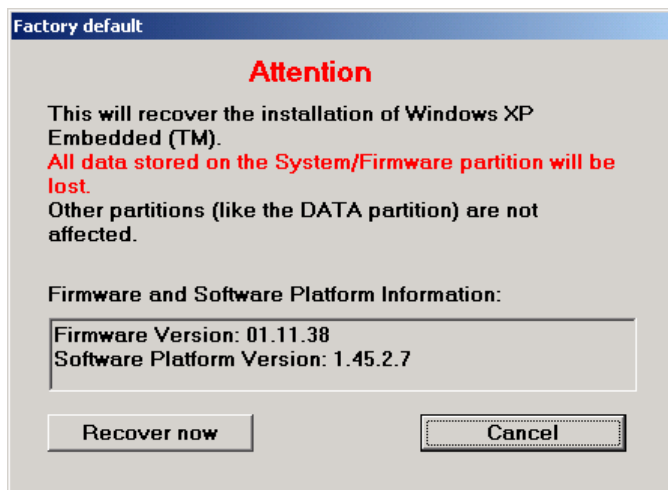 Factory default
Attention
This will recover the installation of Windows XP
Embedded (TM).
All data stored on the System/Firmware partition will be
lost.
Other partitions (like the DATA partition) are not
affected.
Firmware and Software Platform Information:
Firmware Version: 01.11.38
Software Platform Version: 1.45.2.7
Recover now
Cancel